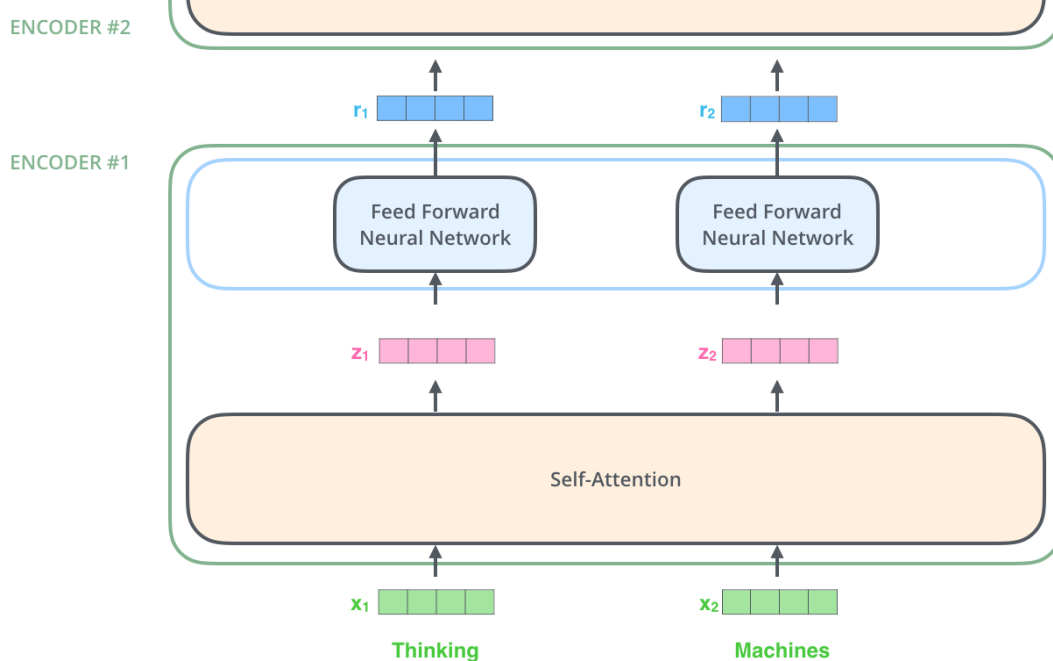 ENCODER #2
r₁
r₂
ENCODER #1
Feed Forward
Neural Network
Feed Forward
Neural Network
z₁
z₂
Self-Attention
x₁
x₂
Thinking
Machines